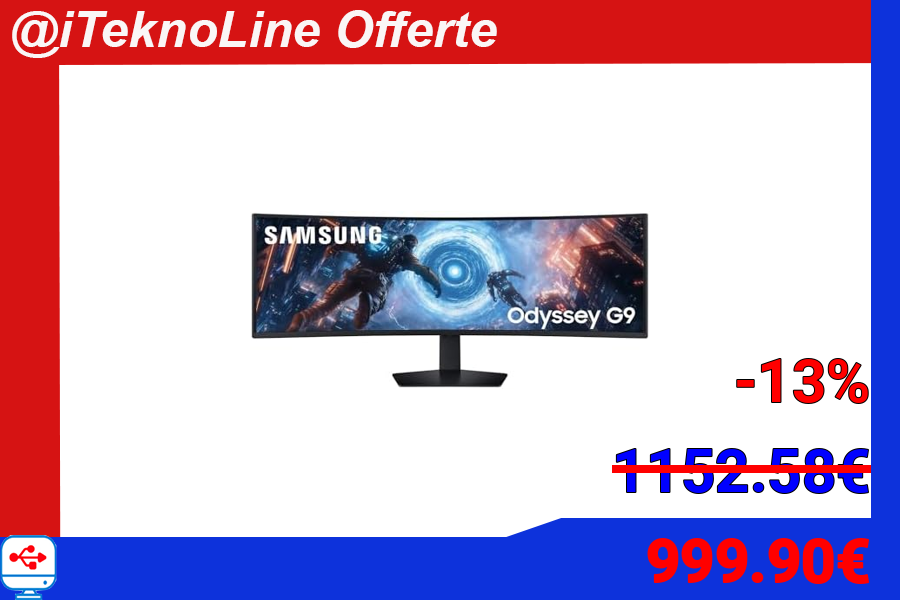 @iTeknoLine Offerte
SAMSUNG
Odyssey G9
-13%
1152.58€
999.90€